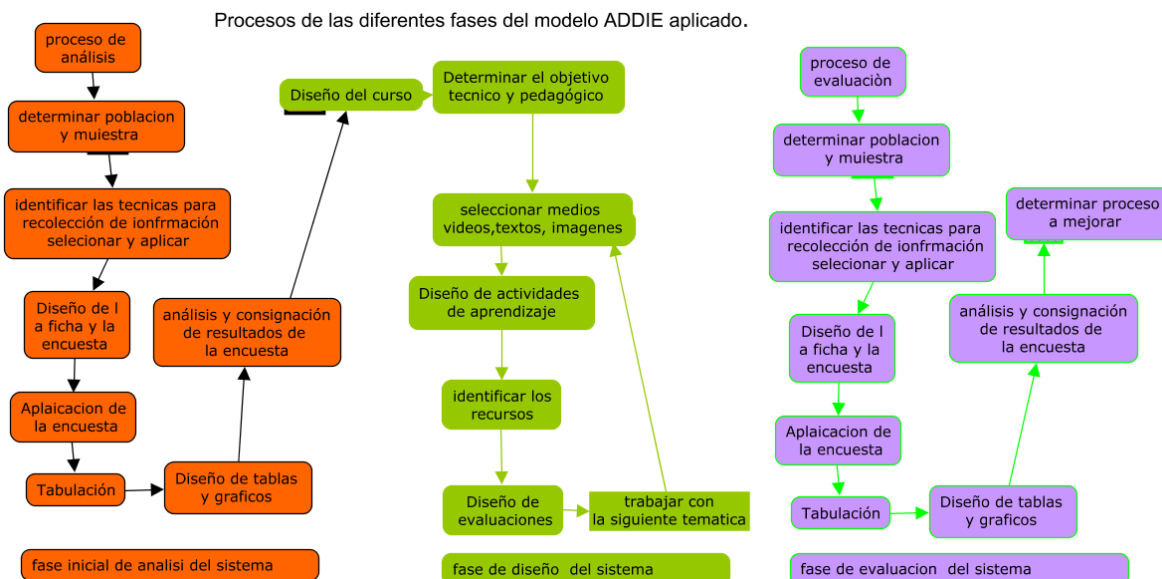 Procesos de las diferentes fases del modelo ADDIE aplicado.
proceso de
análisis
determinar poblacion
y muiestra
identificar las tecnicas para
recolección de ionfrmación
selecionar y aplicar
Diseño de l
a ficha y la
encuesta
Aplaicacion de
la encuesta
Tabulación
Diseño de tablas
y graficos
análisis y consignación
de resultados de
la encuesta
fase inicial de analisi del sistema
Diseño del curso
Determinar el objetivo
tecnico y pedagógico
seleccionar medios
videos,textos, imagenes
Diseño de actividades
de aprendizaje
identificar los
recursos
Diseño de
evaluaciones
trabajar con
la siguiente tematica
fase de diseño del sistema
proceso de
evaluaciòn
determinar poblacion
y muiestra
identificar las tecnicas para
recolección de ionfrmación
selecionar y aplicar
Diseño de l
a ficha y la
encuesta
Aplaicacion de
la encuesta
Tabulación
Diseño de tablas
y graficos
análisis y consignación
de resultados de
la encuesta
determinar proceso
a mejorar
fase de evaluacion del sistema